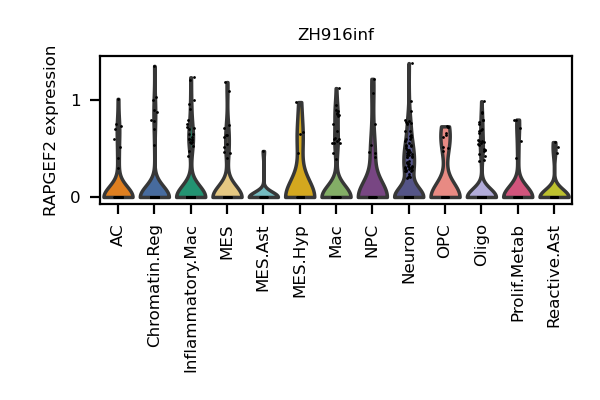 ZH916inf
RAPGEF2 expression
1
0
AC
Chromatin.Reg
Inflammatory.Mac
MES
MES.Ast
MES.Hyp
Mac
NPC
Neuron
OPC
Oligo
Prolif.Metab
Reactive.Ast